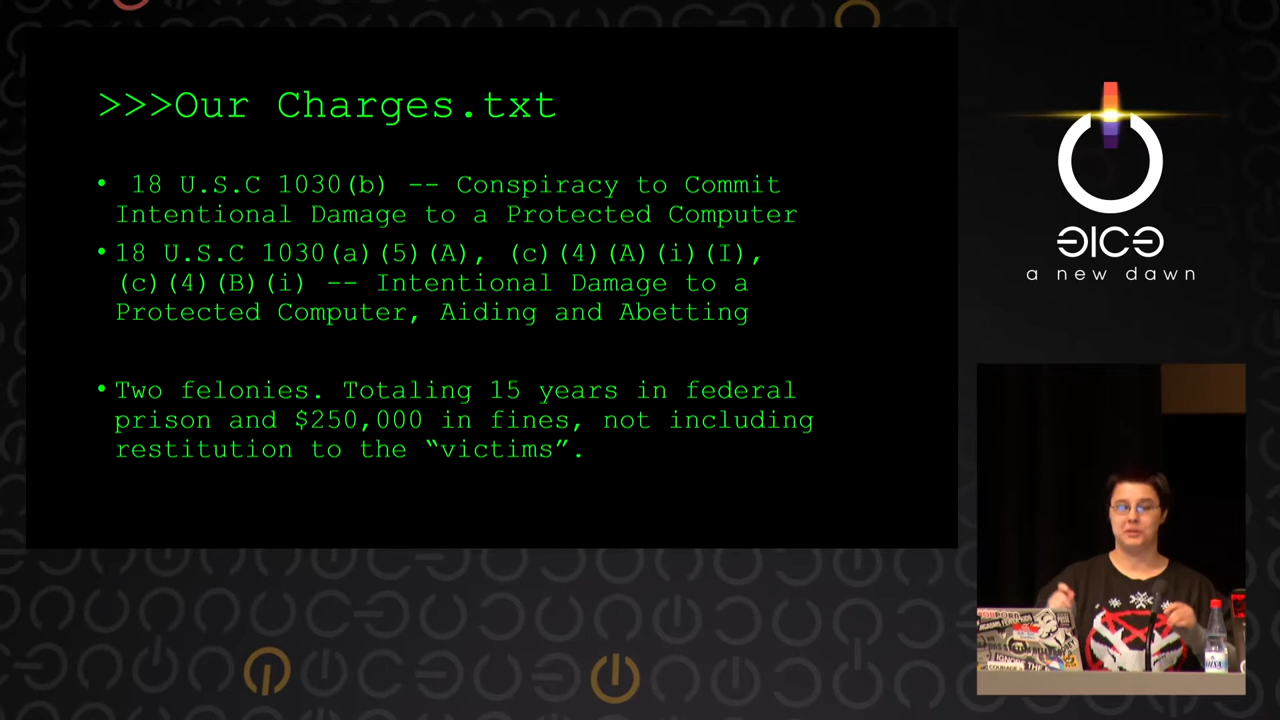 >>>Our Charges.txt
• 18 U.S.C 1030(b) -- Conspiracy to Commit
Intentional Damage to a Protected Computer
• 18 U.S.C 1030(a)(5)(A), (c)(4)(A)(i)(I),
(c)(4)(B)(i) -- Intentional Damage to a
Protected Computer, Aiding and Abetting
• Two felonies. Totaling 15 years in federal
prison and $250,000 in fines, not including
restitution to the “victims”.
a new dawn